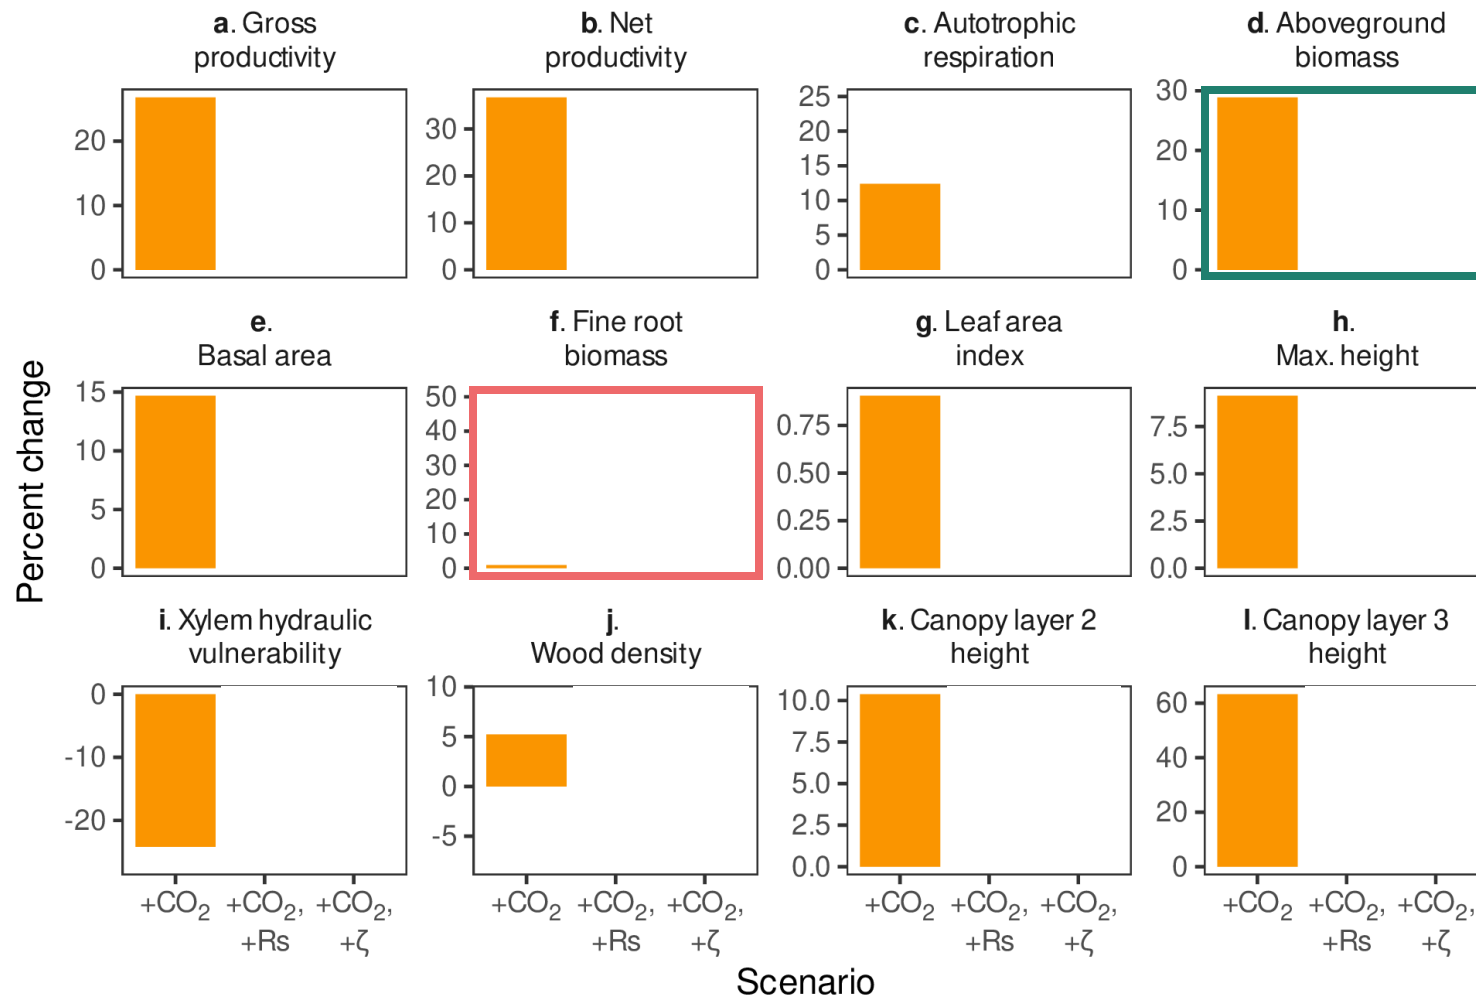 a. Gross
productivity
b. Net
productivity
c. Autotrophic
respiration
d. Aboveground
biomass
20
10
0
30
20
10
0
25
20
15
10
5
0
30
20
10
0
e.
Basal area
f. Fine root
biomass
g. Leaf area
index
h.
Max. height
15
10
5
0
50
40
30
20
10
0
0.75
0.50
0.25
0.00
7.5
5.0
2.5
0.0
Percent change
i. Xylem hydraulic
vulnerability
j.
Wood density
k. Canopy layer 2
height
l. Canopy layer 3
height
0
-10
-20
10
5
0
-5
10.0
7.5
5.0
2.5
0.0
60
40
20
0
+CO₂ +CO₂, +CO₂,
+Rs +ζ
+CO₂ +CO₂, +CO₂,
+Rs +ζ
+CO₂ +CO₂, +CO₂,
+Rs +ζ
+CO₂ +CO₂, +CO₂,
+Rs +ζ
Scenario